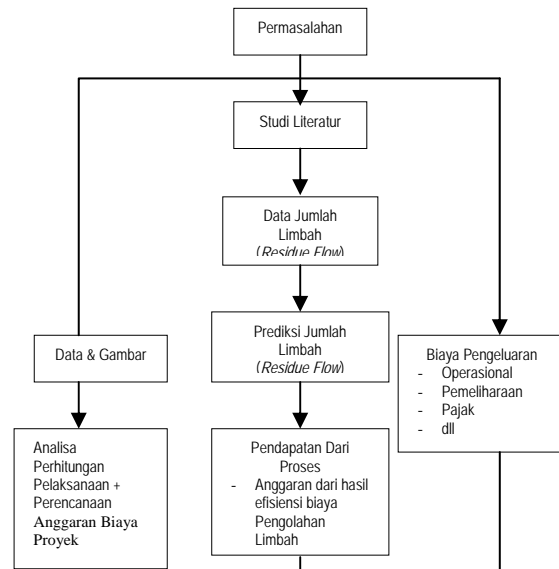 Permasalahan
Studi Literatur
Data Jumlah
Limbah
(Residue Flow)
Prediksi Jumlah
Limbah
(Residue Flow)
Data & Gambar
Biaya Pengeluaran
- Operasional
- Pemeliharaan
- Pajak
- dll
Analisa
Perhitungan
Pelaksanaan +
Perencanaan
Anggaran Biaya
Proyek
Pendapatan Dari
Proses
- Anggaran dari hasil
efisiensi biaya
Pengolahan
Limbah